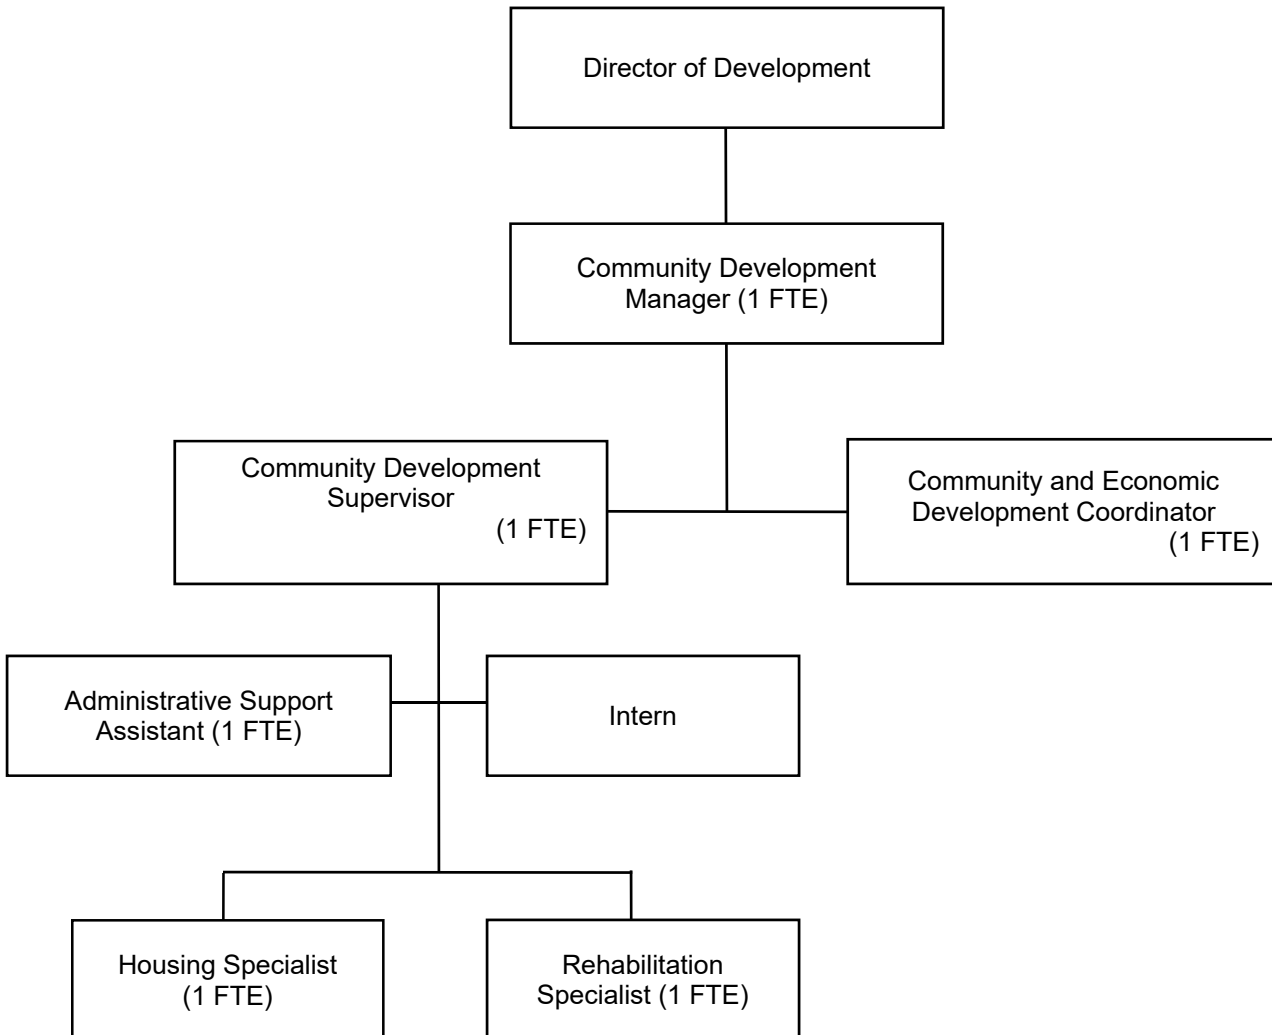 Director of Development
Community Development
Manager (1 FTE)
Community Development
Supervisor
(1 FTE)
Community and Economic
Development Coordinator
(1 FTE)
Administrative Support
Assistant (1 FTE)
Intern
Housing Specialist
(1 FTE)
Rehabilitation
Specialist (1 FTE)